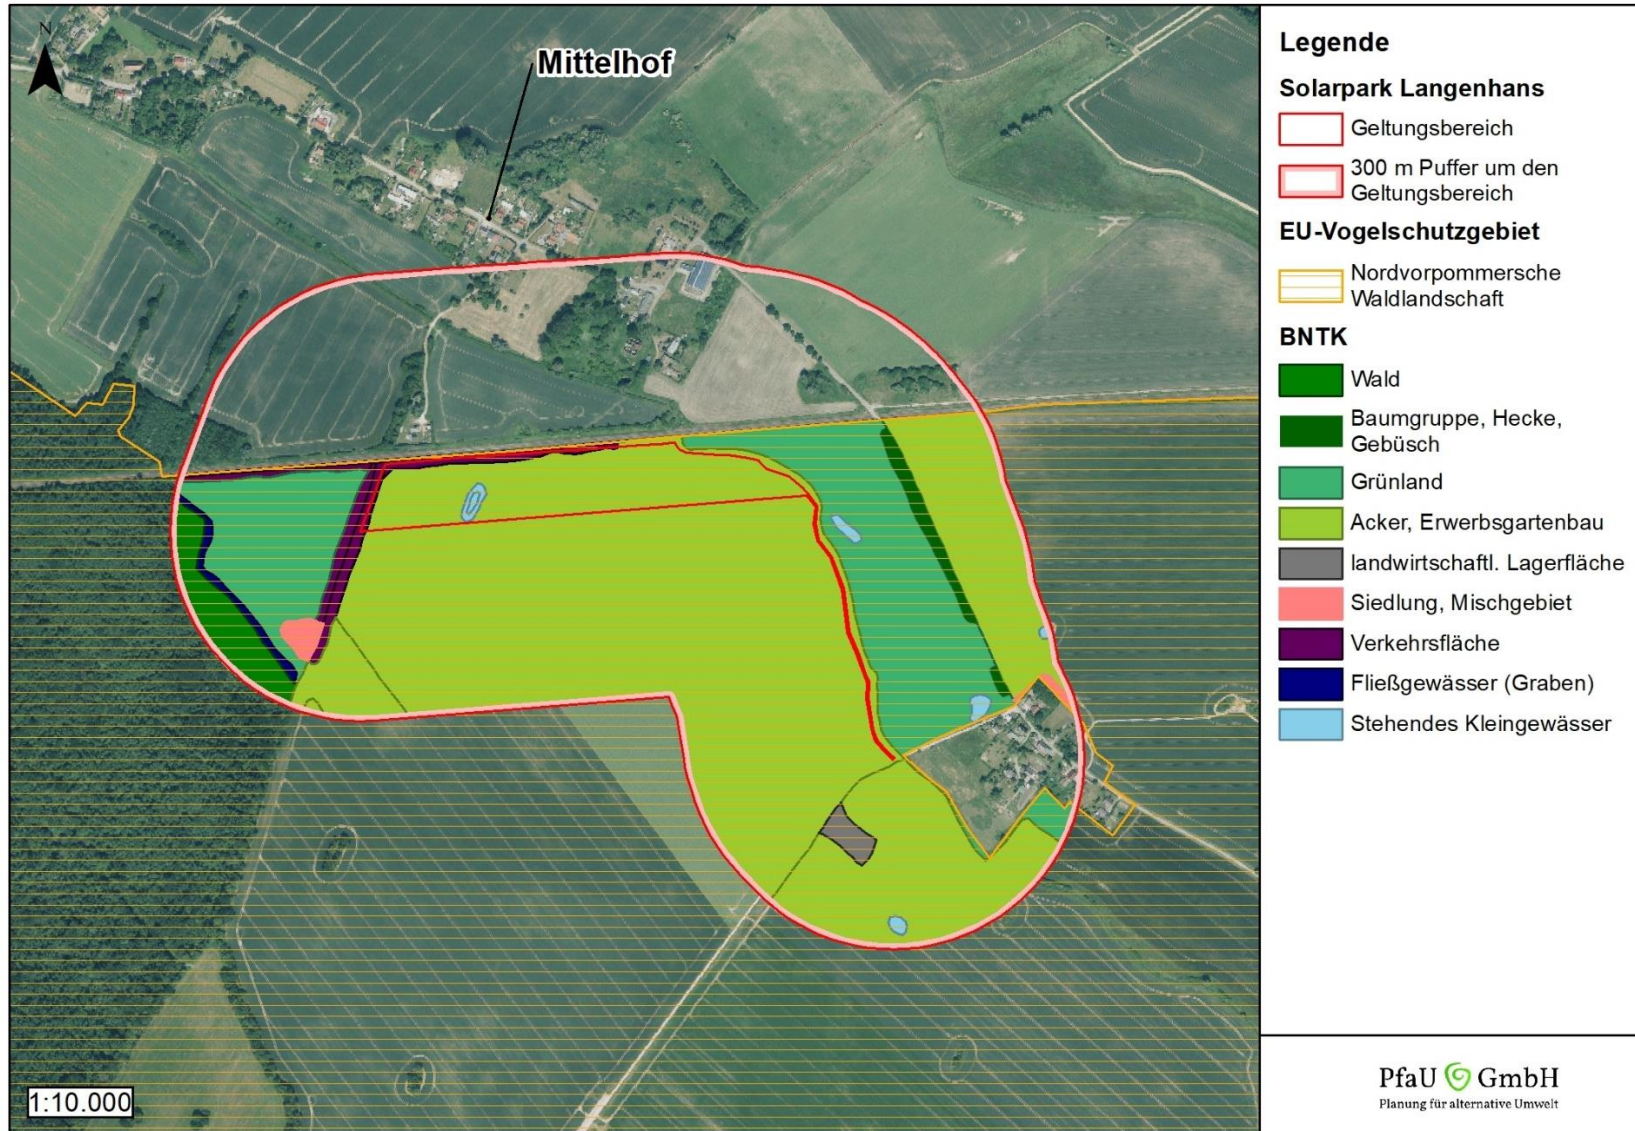 N
Mittelhof
1:10.000
Legende
Solarpark Langenhans
Geltungsbereich
300 m Puffer um den
Geltungsbereich
EU-Vogelschutzgebiet
Nordvorpommersche
Waldlandschaft
BNTK
Wald
Baumgruppe, Hecke,
Gebüsch
Grünland
Acker, Erwerbsgartenbau
landwirtschaftl. Lagerfläche
Siedlung, Mischgebiet
Verkehrsfläche
Fließgewässer (Graben)
Stehendes Kleingewässer
PfaU GmbH
Planung für alternative Umwelt